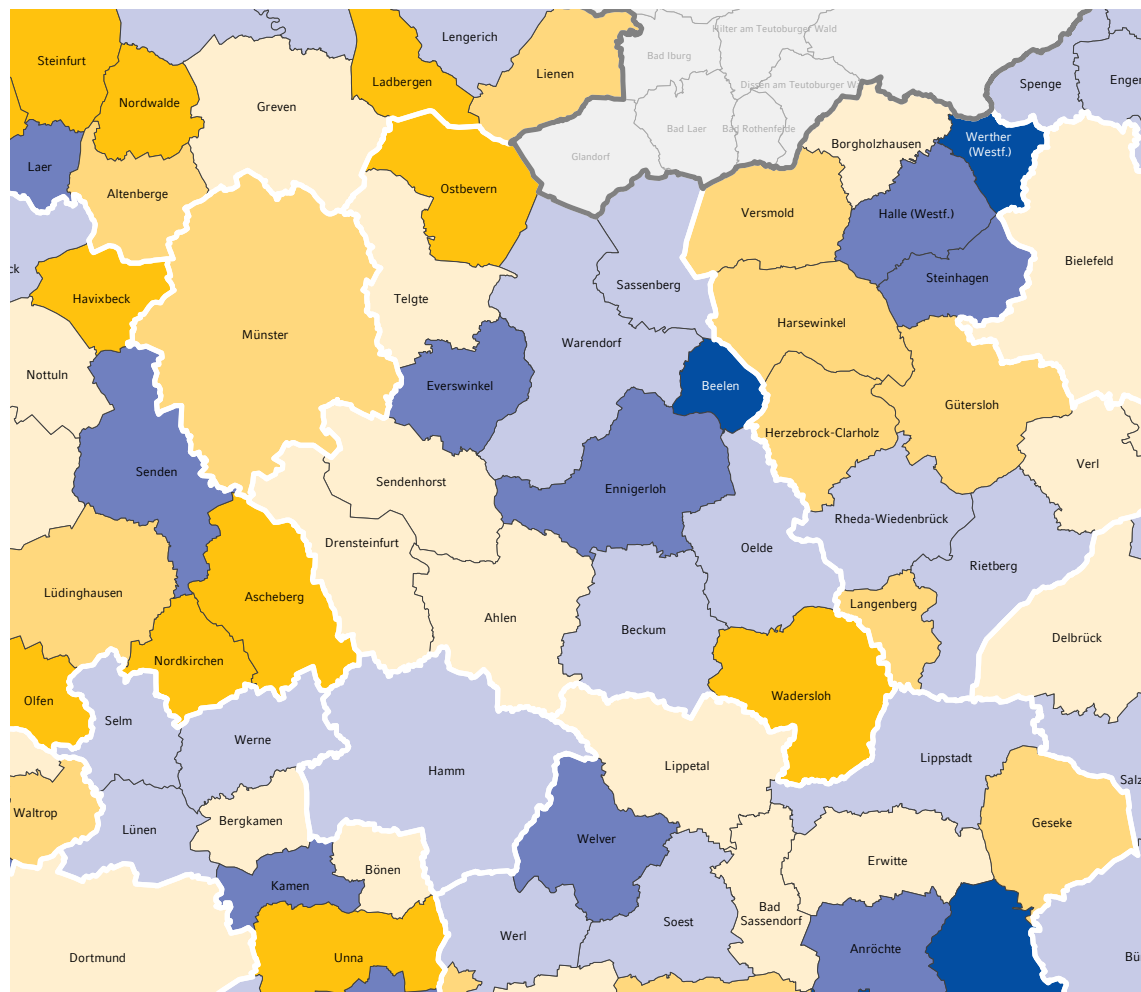 Lengerich
Hilter am Teutoburger Wald
Bad Iburg
Steinfurt
Lienen
Ladbergen
Dissen am Teutoburger W
Spenge
Enger
Nordwalde
Greven
Bad Laer
Bad Rothenfelde
Werther
(Westf.)
Borgholzhausen
Glandorf
Laer
Ostbevern
Altenberge
Versmold
Halle (Westf.)
Bielefeld
ck
Steinhagen
Sassenberg
Havixbeck
Telgte
Harsewinkel
Münster
Warendorf
Nottuln
Everswinkel
Beelen
Gütersloh
Herzebrock-Clarholz
Verl
Senden
Sendenhorst
Ennigerloh
Rheda-Wiedenbrück
Drensteinfurt
Oelde
Rietberg
Lüdinghausen
Ascheberg
Langenberg
Ahlen
Beckum
Delbrück
Nordkirchen
Olfen
Wadersloh
Selm
Werne
Lippstadt
Hamm
Lippetal
Salz
Waltrop
Bergkamen
Geseke
Lünen
Welver
Erwitte
Bönen
Kamen
Bad
Sassendorf
Soest
Werl
Anröchte
Dortmund
Unna
Bü